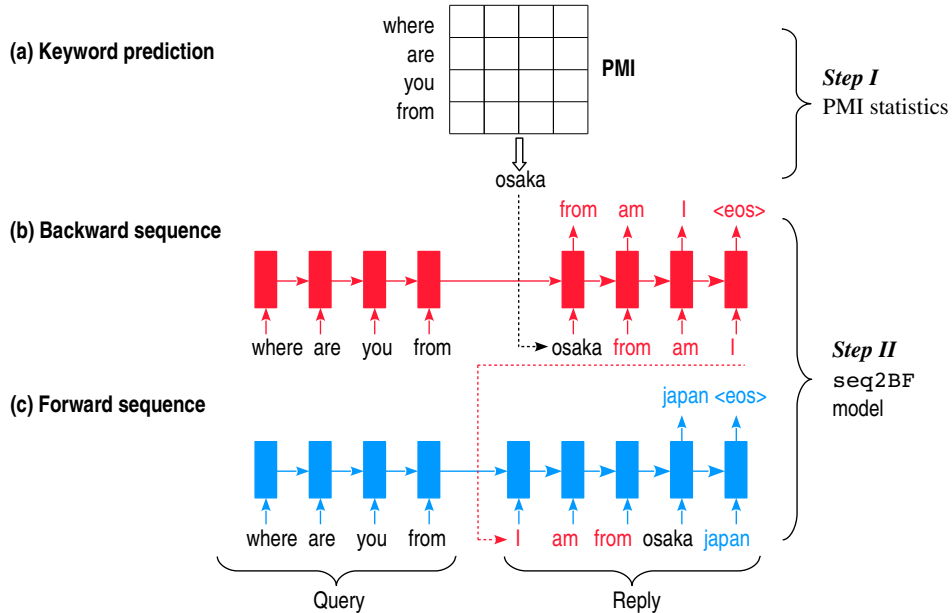 (a) Keyword prediction
where
are
you
from
PMI
osaka
Step I
PMI statistics
(b) Backward sequence
from am I <eos>
where are you from osaka from am I
Step II
seq2BF
model
(c) Forward sequence
japan <eos>
where are you from I am from osaka japan
Query
Reply